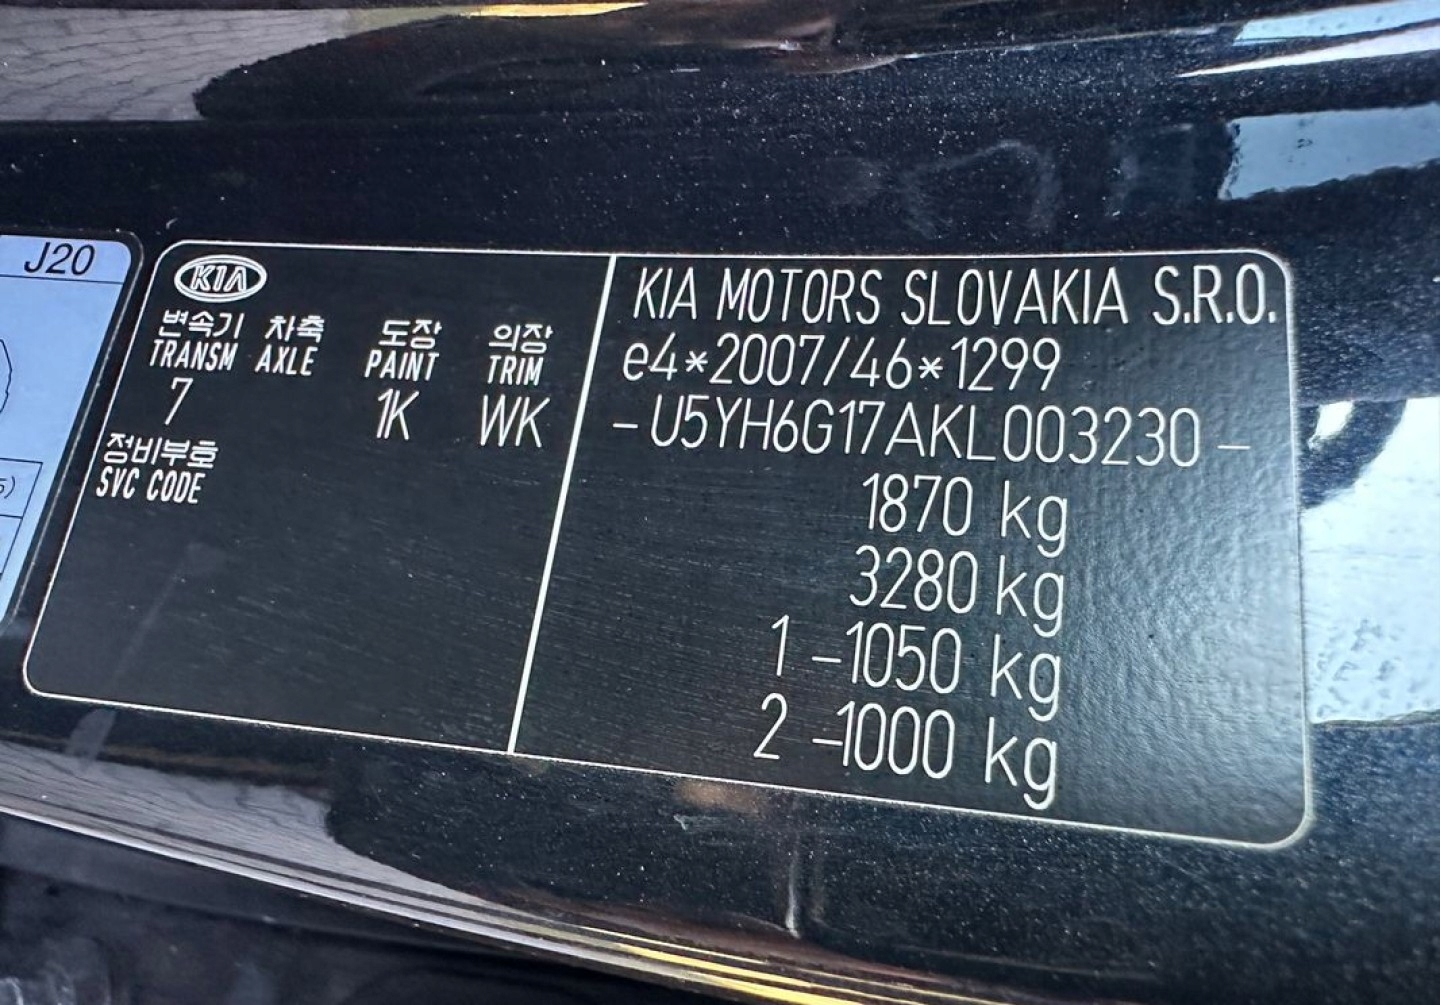 J20
5)
KIA
변속기 차축 도장 의장
TRANSM AXLE PAINT TRIM
7 1K WK
정비부호
SVC CODE
KIA MOTORS SLOVAKIA S.R.O.
e4*2007/46*1299
-U5YH6G17AKL003230-
1870 kg
3280 kg
1 -1050 kg
2 -1000 kg